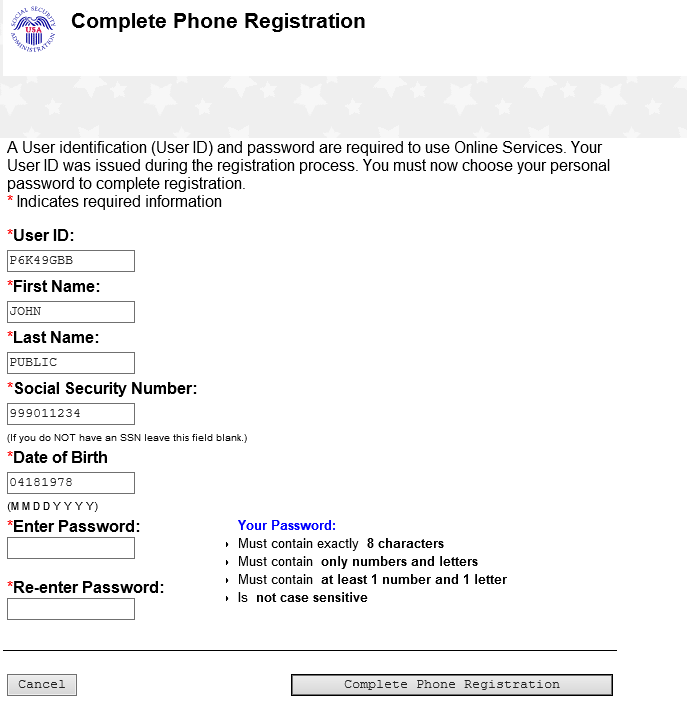 SOCIAL SECURITY
USA
ADMINISTRATION
Complete Phone Registration
A User identification (User ID) and password are required to use Online Services. Your
User ID was issued during the registration process. You must now choose your personal
password to complete registration.
* Indicates required information
*User ID:
P6K49GBB
*First Name:
JOHN
*Last Name:
PUBLIC
*Social Security Number:
999011234
(If you do NOT have an SSN leave this field blank.)
*Date of Birth
04181978
(MMDDYYYY)
*Enter Password:
Your Password:
Must contain exactly 8 characters
Must contain only numbers and letters
Must contain at least 1 number and 1 letter
Is not case sensitive
*Re-enter Password:
Cancel
Complete Phone Registration